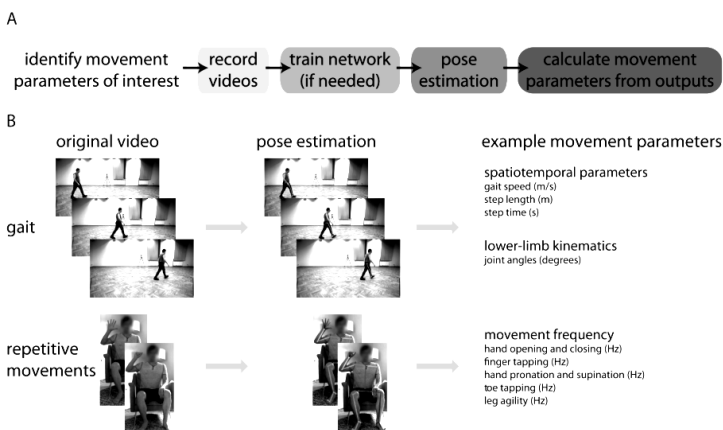 A
identify movement
parameters of interest
record
videos
train network
(if needed)
pose
estimation
calculate movement
parameters from outputs
B
original video
pose estimation
example movement parameters
gait
spatiotemporal parameters
gait speed (m/s)
step length (m)
step time (s)
lower-limb kinematics
joint angles (degrees)
repetitive
movements
movement frequency
hand opening and closing (Hz)
finger tapping (Hz)
hand pronation and supination (Hz)
toe tapping (Hz)
leg agility (Hz)